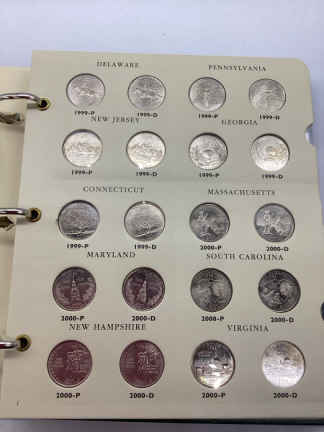 DELAWARE PENNSYLVANIA
1999-P 1999-D 1999-P 1999-D
NEW JERSEY GEORGIA
1999-P 1999-D 1999-P 1999-D
CONNECTICUT MASSACHUSETTS
1999-P 1999-D 2000-P 2000-D
MARYLAND SOUTH CAROLINA
2000-P 2000-D 2000-P 2000-D
NEW HAMPSHIRE VIRGINIA
2000-P 2000-D 2000-P 2000-D